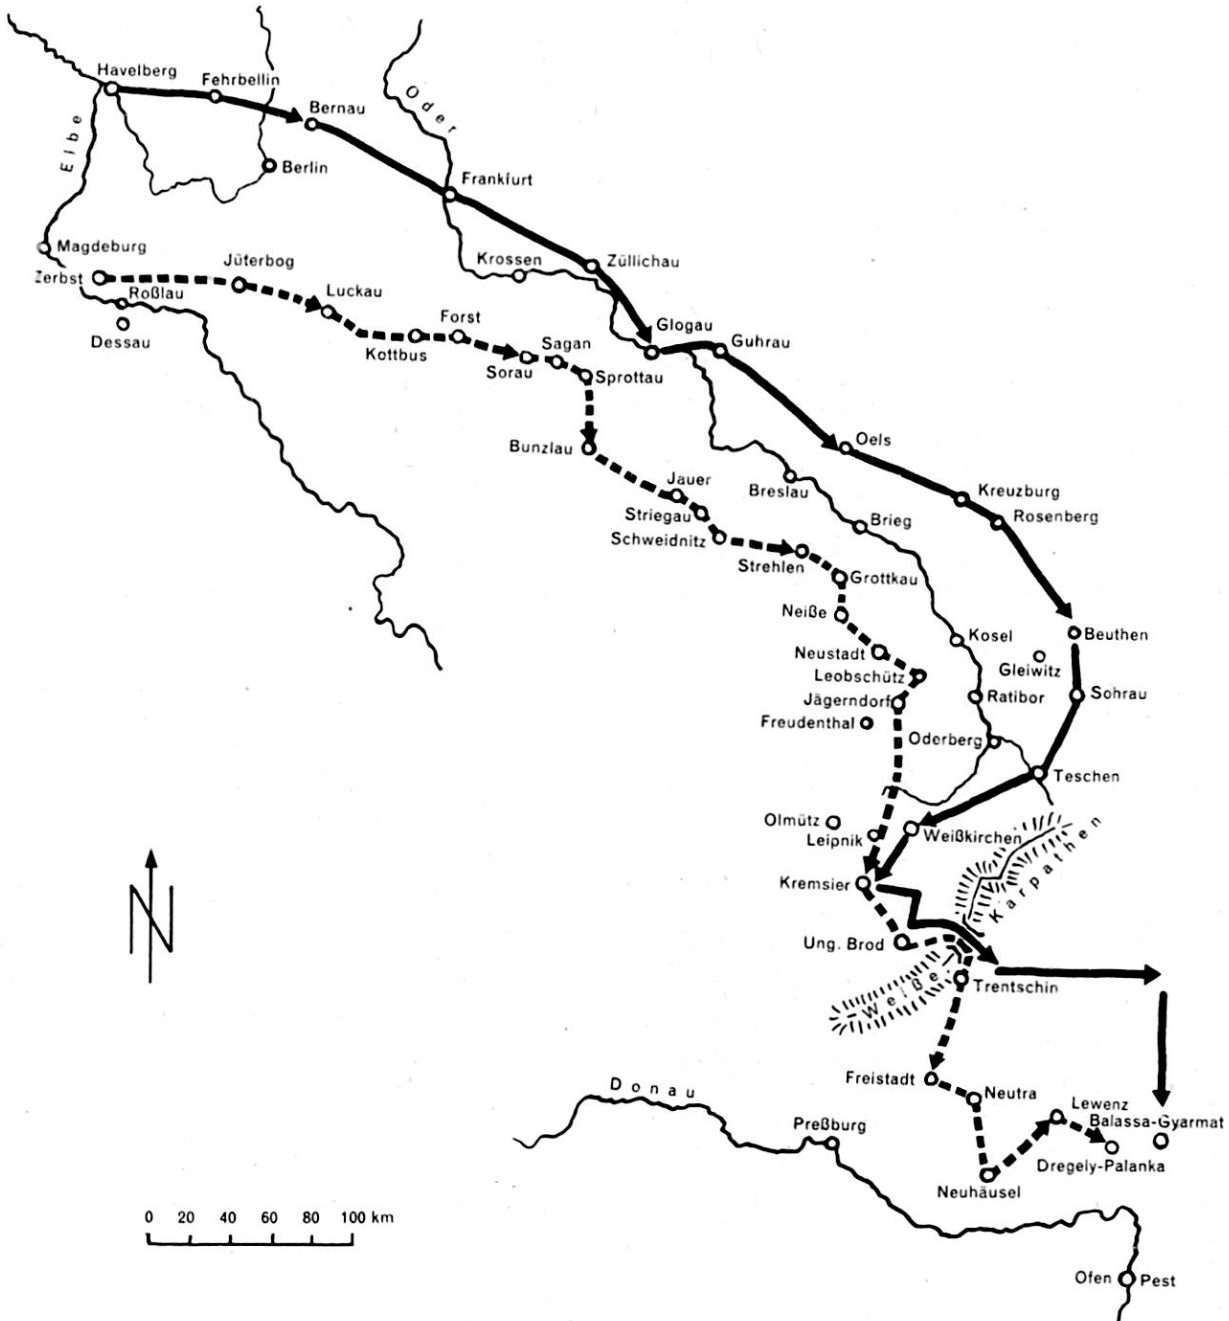 Havelberg
Fehrbellin
Bernau
Oder
Elbe
Berlin
Frankfurt
Magdeburg
Krossen
Züllichau
Zerbst
Jüterbog
Roßlau
Luckau
Dessau
Forst
Kottbus
Glogau
Guhrau
Sagan
Sorau
Sprottau
Bunzlau
Oels
Jauer
Breslau
Kreuzburg
Striegau
Brieg
Rosenberg
Schweidnitz
Strehlen
Grottkau
Neiße
Kosel
Beuthen
Neustadt
Gleiwitz
Leobschütz
Jägerndorf
Ratibor
Sohrau
Freudenthal
Oderberg
Teschen
Olmütz
Leipnik
Weißkirchen
Karpathen
Kremsier
N
Ung. Brod
Weiße
Trentschin
Freistadt
Donau
Neutra
Lewenz
Preßburg
Balassa-Gyarmat
Dregely-Palanka
Neuhäusel
0 20 40 60 80 100 km
Ofen Pest